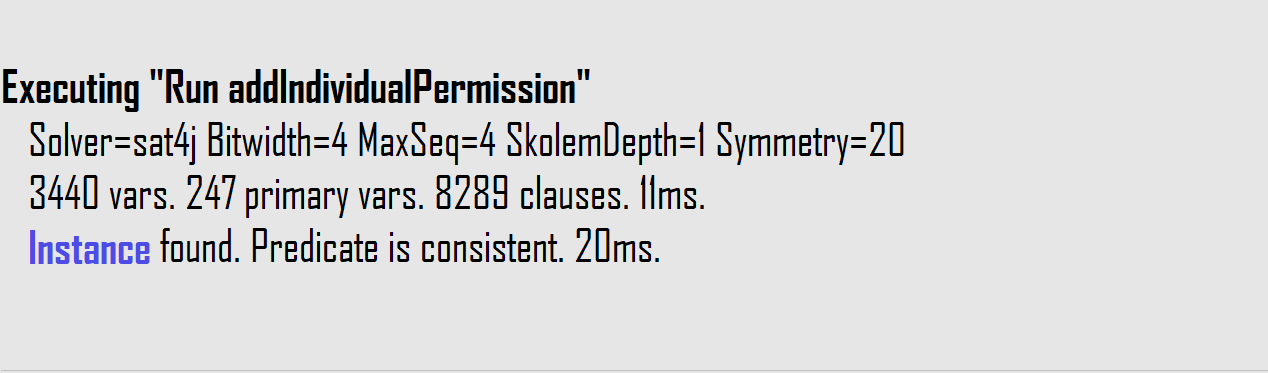 Executing "Run addIndividualPermission"
Solver=sat4j Bitwidth=4 MaxSeq=4 SkolemDepth=1 Symmetry=20
3440 vars. 247 primary vars. 8289 clauses. 11ms.
Instance found. Predicate is consistent. 20ms.